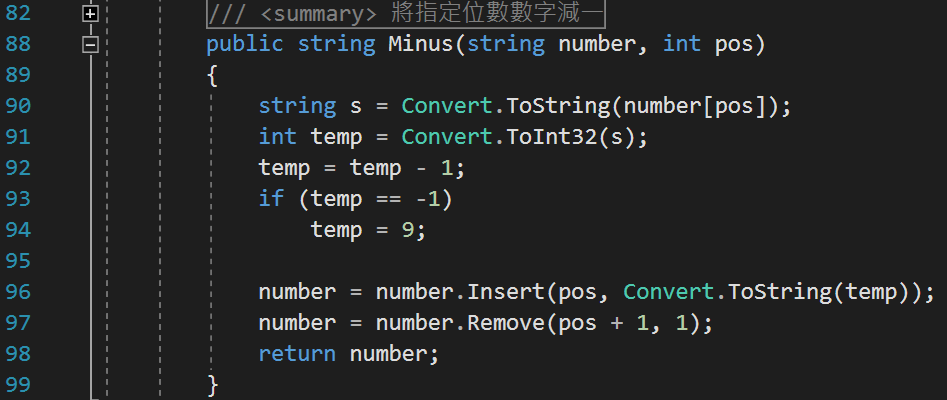 82 /// <summary> 將指定位數數字減一
88 public string Minus(string number, int pos)
89 {
90 string s = Convert.ToString(number[pos]);
91 int temp = Convert.ToInt32(s);
92 temp = temp - 1;
93 if (temp == -1)
94 temp = 9;
95
96 number = number.Insert(pos, Convert.ToString(temp));
97 number = number.Remove(pos + 1, 1);
98 return number;
99 }